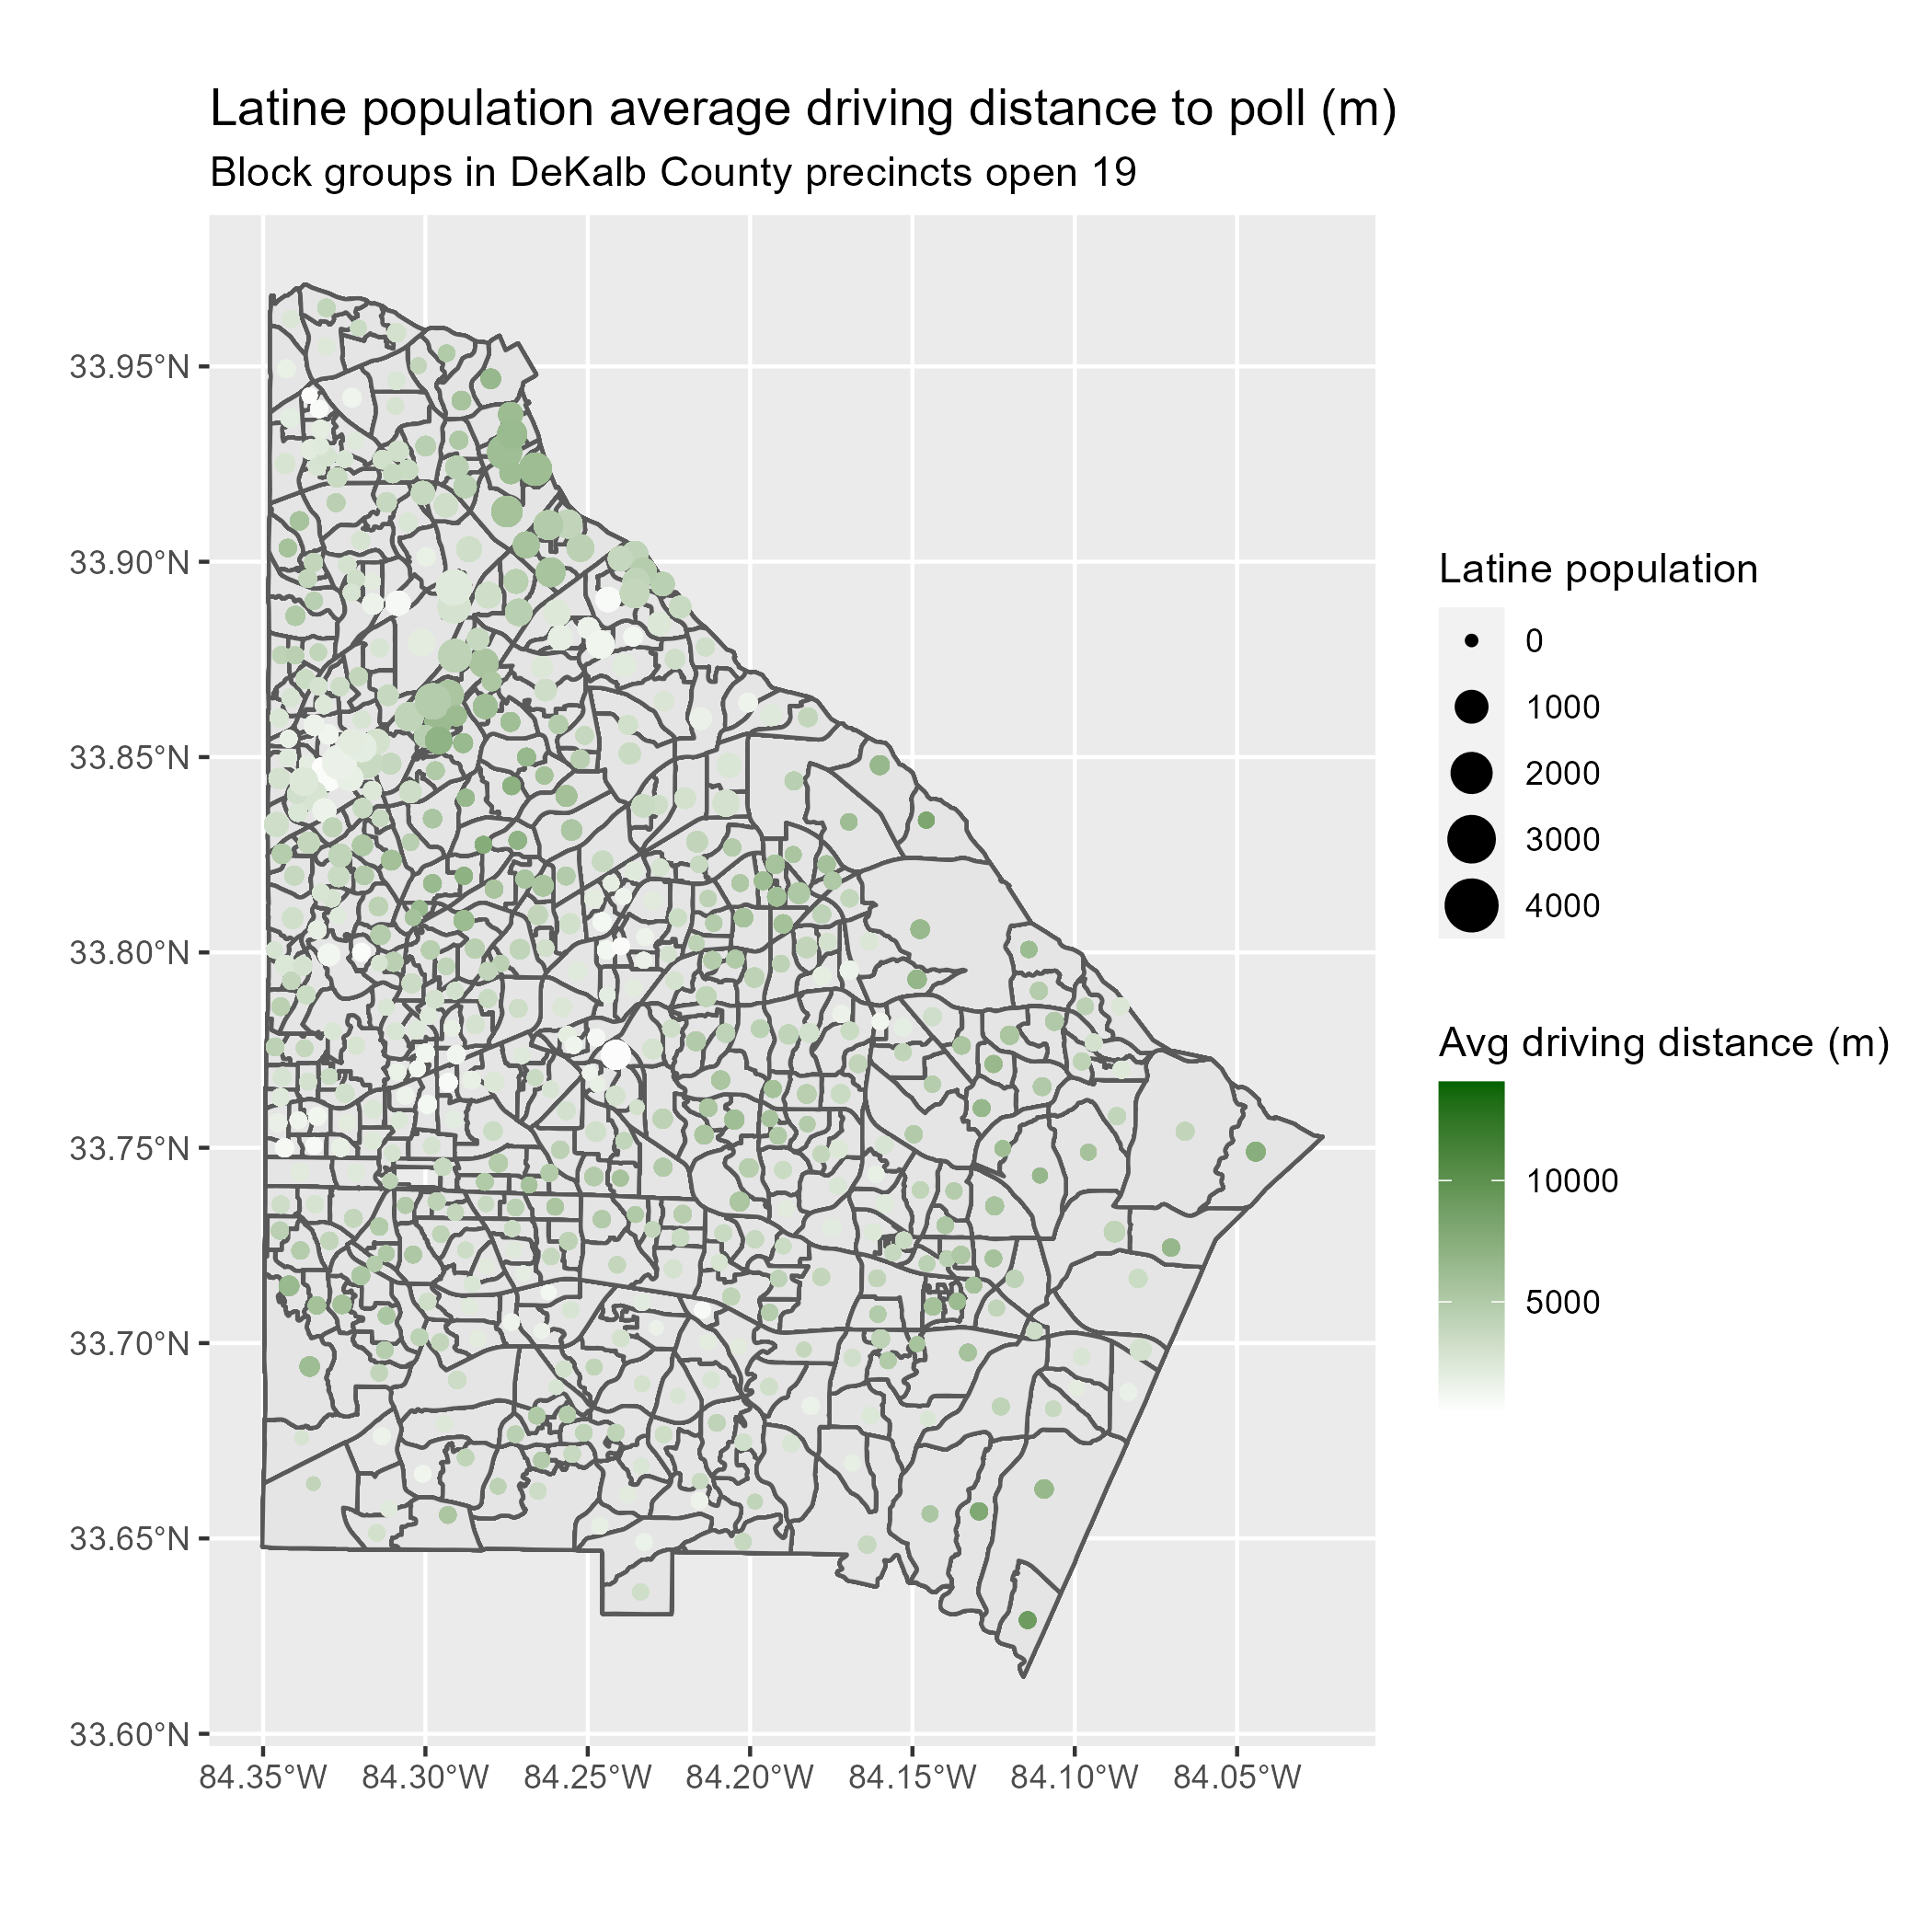 Latine population average driving distance to poll (m)
Block groups in DeKalb County precincts open 19
33.95°N
33.90°N
33.85°N
33.80°N
33.75°N
33.70°N
33.65°N
33.60°N
84.35°W 84.30°W 84.25°W 84.20°W 84.15°W 84.10°W 84.05°W
Latine population
0
1000
2000
3000
4000
Avg driving distance (m)
10000
5000